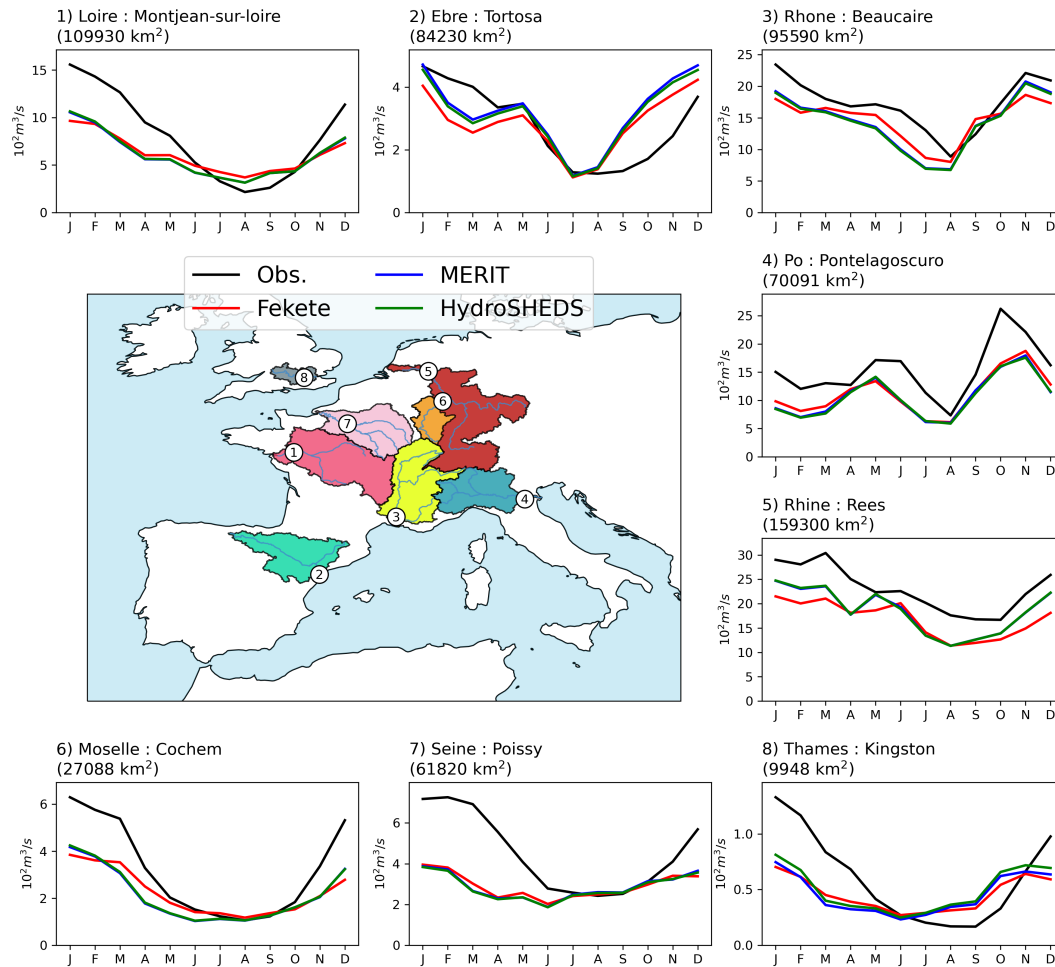 1) Loire : Montjean-sur-loire
(109930 km²)
10²m³/s
15
10
5
0
J F M A M J J A S O N D
2) Ebre : Tortosa
(84230 km²)
10²m³/s
4
2
0
J F M A M J J A S O N D
3) Rhone : Beaucaire
(95590 km²)
10²m³/s
25
20
15
10
5
0
J F M A M J J A S O N D
Obs.
Fekete
MERIT
HydroSHEDS
8
5
6
7
1
4
3
2
4) Po : Pontelagoscuro
(70091 km²)
10²m³/s
25
20
15
10
5
0
J F M A M J J A S O N D
5) Rhine : Rees
(159300 km²)
10²m³/s
30
25
20
15
10
5
0
J F M A M J J A S O N D
6) Moselle : Cochem
(27088 km²)
10²m³/s
6
4
2
0
J F M A M J J A S O N D
7) Seine : Poissy
(61820 km²)
10²m³/s
6
4
2
0
J F M A M J J A S O N D
8) Thames : Kingston
(9948 km²)
10²m³/s
1.0
0.5
0.0
J F M A M J J A S O N D